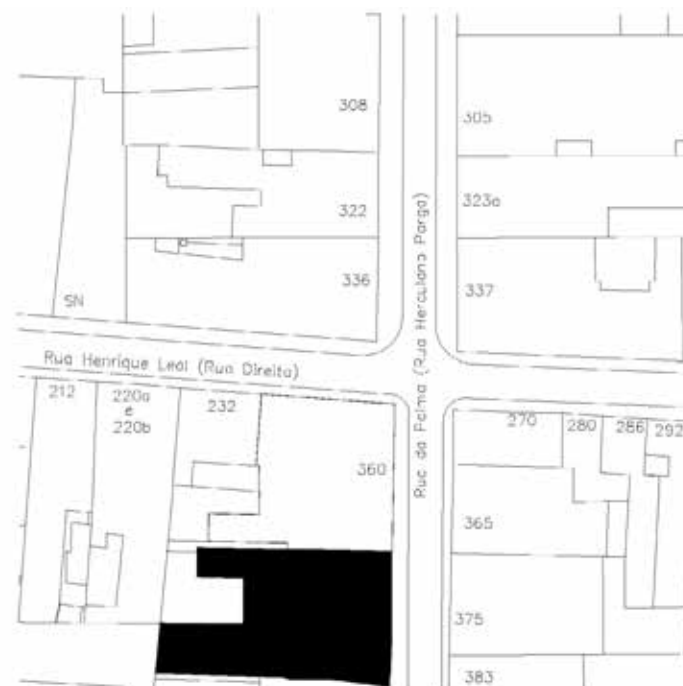 308
305
322
323a
336
337
SN
Rua Henrique Leal (Rua Direita)
Rua da Palma (Rua Herculano Parga)
212
220a
e
220b
232
360
270
280
286
292
365
375
383